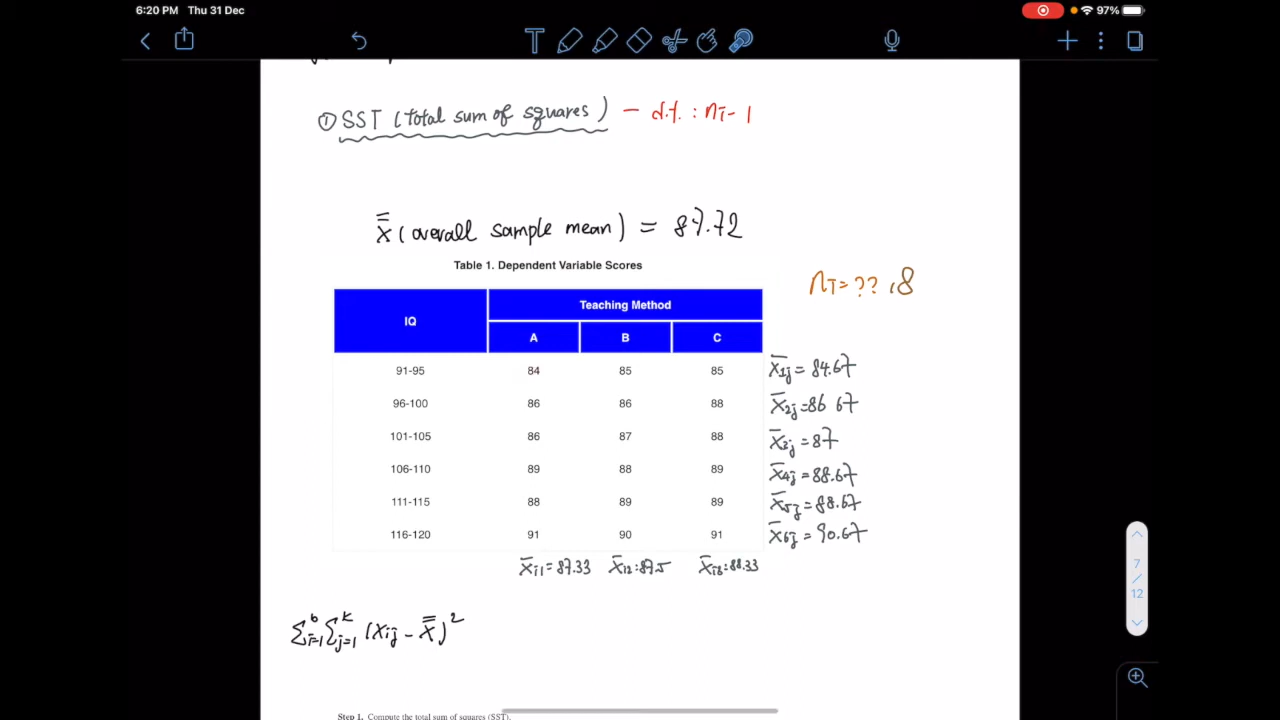 6:20 PM Thu 31 Dec
97%
① SST (total sum of squares) — d.f. : nT-1
x̿ (overall sample mean) = 87.72
Table 1. Dependent Variable Scores
nT = ?? 18
IQ Teaching Method
A B C
91-95 84 85 85 x̄1j = 84.67
96-100 86 86 88 x̄2j = 86 67
101-105 86 87 88 x̄3j = 87
106-110 89 88 89 x̄4j = 88.67
111-115 88 89 89 x̄5j = 88.67
116-120 91 90 91 x̄6j = 90.67
x̄i1 = 87.33 x̄i2 = 87.5 x̄i3 = 88.33
Σᵇi=1 Σᵏj=1 (xij - x̿)²
7
/
12
Step 1. Compute the total sum of squares (SST).